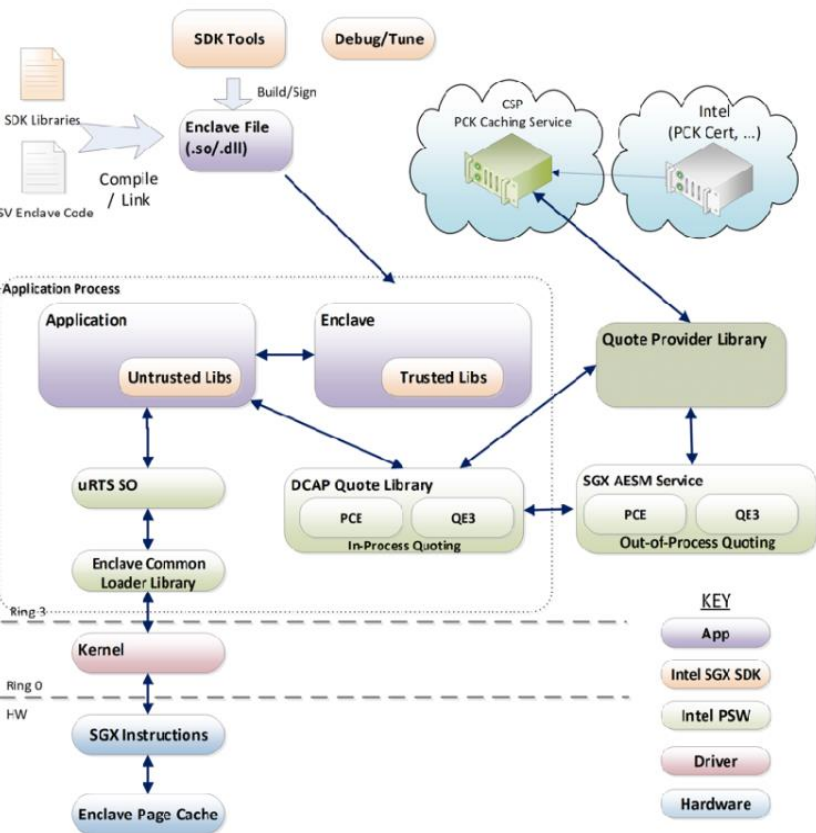 SDK Tools
Debug/Tune
Build/Sign
SDK Libraries
Enclave File
(.so/.dll)
Compile
/ Link
SV Enclave Code
CSP
PCK Caching Service
Intel
(PCK Cert, ...)
Application Process
Application
Untrusted Libs
Enclave
Trusted Libs
Quote Provider Library
uRTS SO
DCAP Quote Library
PCE
QE3
In-Process Quoting
SGX AESM Service
PCE
QE3
Out-of-Process Quoting
Enclave Common
Loader Library
Ring 3
Kernel
Ring 0
HW
SGX Instructions
Enclave Page Cache
KEY
App
Intel SGX SDK
Intel PSW
Driver
Hardware